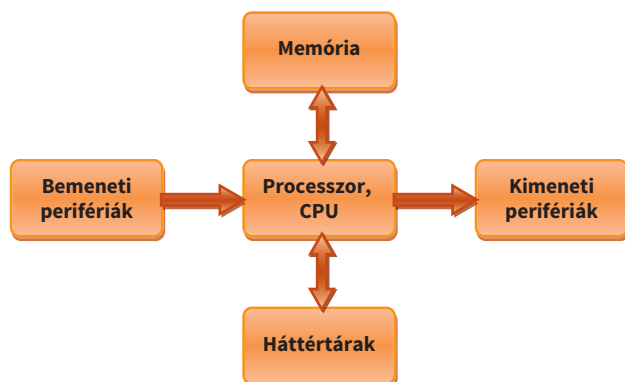 Memória
Bemeneti
perifériák
Processzor,
CPU
Kimeneti
perifériák
Háttértárak